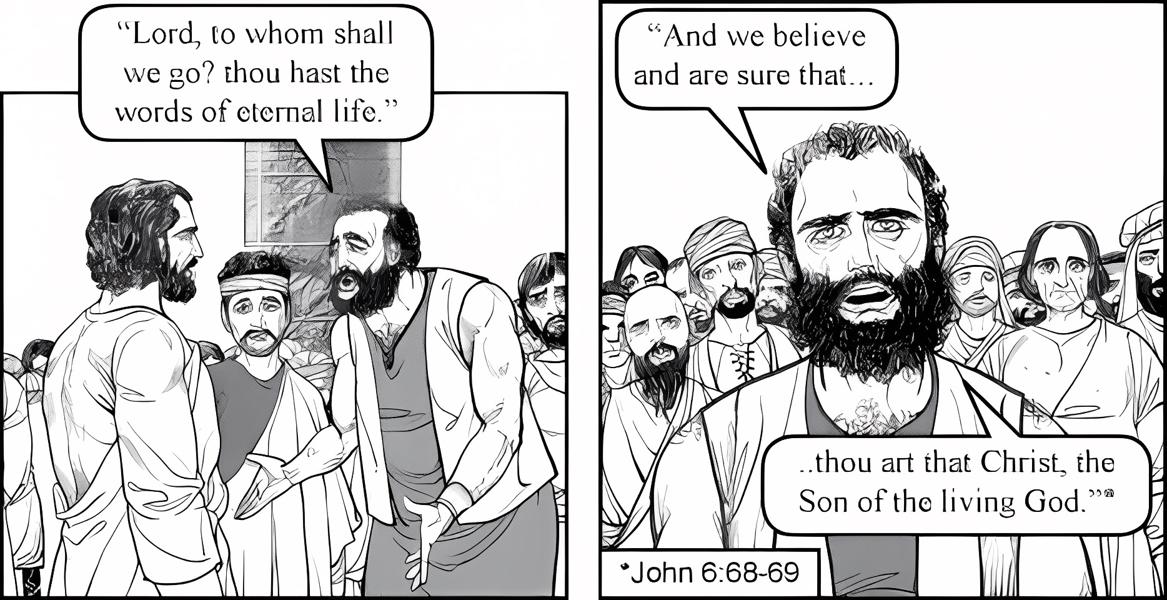 “Lord, to whom shall
we go? thou hast the
words of eternal life.”
“And we believe
and are sure that...
..thou art that Christ, the
Son of the living God.”
*John 6:68-69